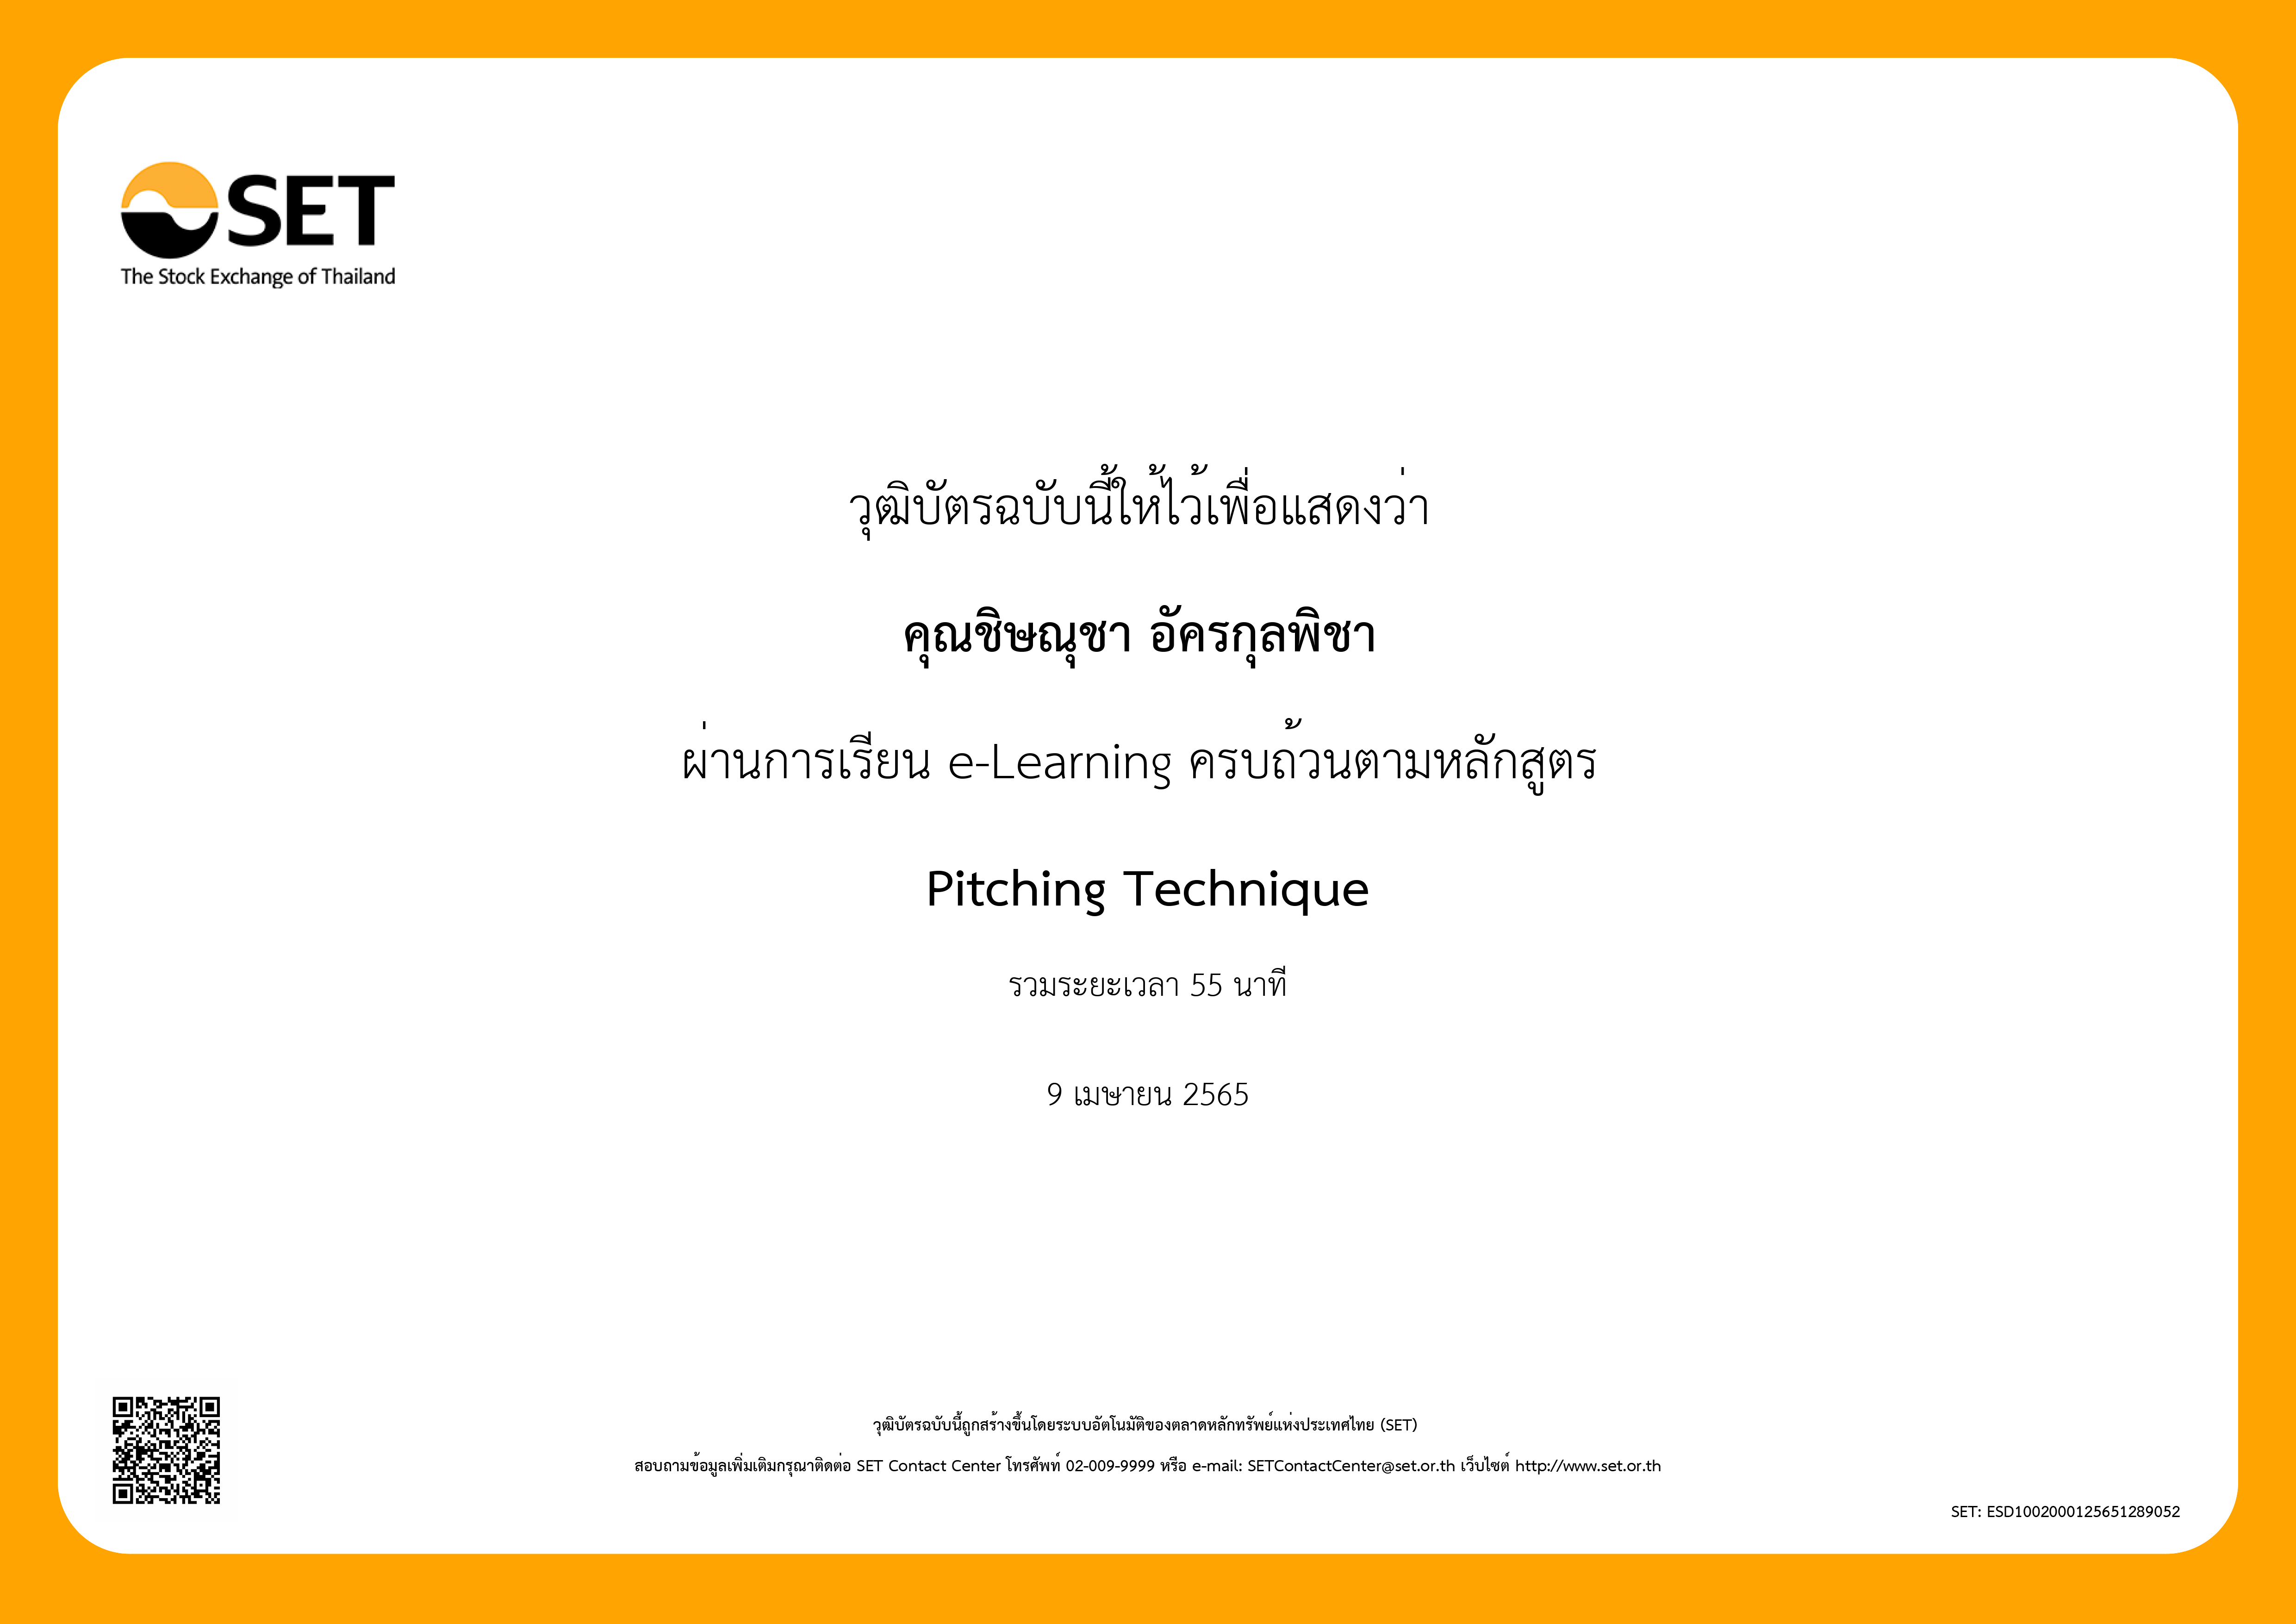 SET
The Stock Exchange of Thailand
วุฒิบัตรฉบับนี้ให้ไว้เพื่อแสดงว่า
คุณชิษณุชา อัครกุลพิชา
ผ่านการเรียน e-Learning ครบถ้วนตามหลักสูตร
Pitching Technique
รวมระยะเวลา 55 นาที
9 เมษายน 2565
วุฒิบัตรฉบับนี้ถูกสร้างขึ้นโดยระบบอัตโนมัติของตลาดหลักทรัพย์แห่งประเทศไทย (SET)
สอบถามข้อมูลเพิ่มเติมกรุณาติดต่อ SET Contact Center โทรศัพท์ 02-009-9999 หรือ e-mail: SETContactCenter@set.or.th เว็บไซต์ http://www.set.or.th
SET: ESD1002000125651289052